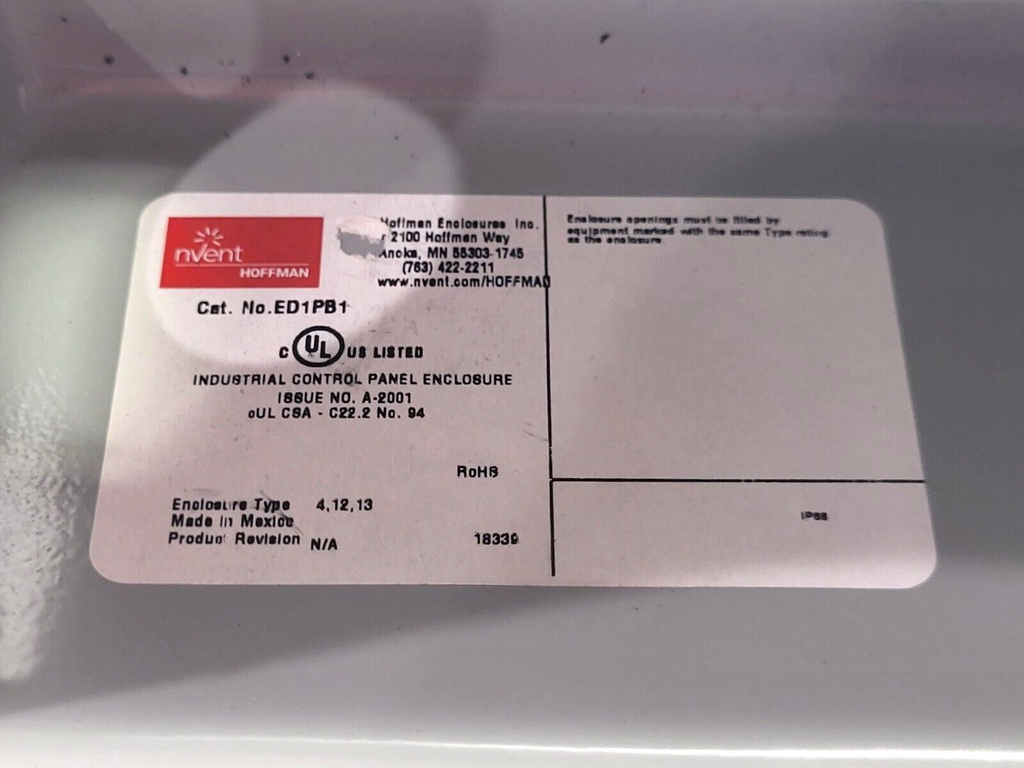 nVent
HOFFMAN
Hoffman Enclosures Inc.
2100 Hoffman Way
Anoka, MN 55303-1745
(763) 422-2211
www.nvent.com/HOFFMAN
Cat. No.ED1PB1
C UL US LISTED
INDUSTRIAL CONTROL PANEL ENCLOSURE
ISSUE NO. A-2001
cUL CSA - C22.2 No. 94
RoHS
Enclosure Type 4,12,13
Made in Mexico
Product Revision N/A
18339
Enclosure openings must be filled by
equipment marked with the same Type rating
as the enclosure.